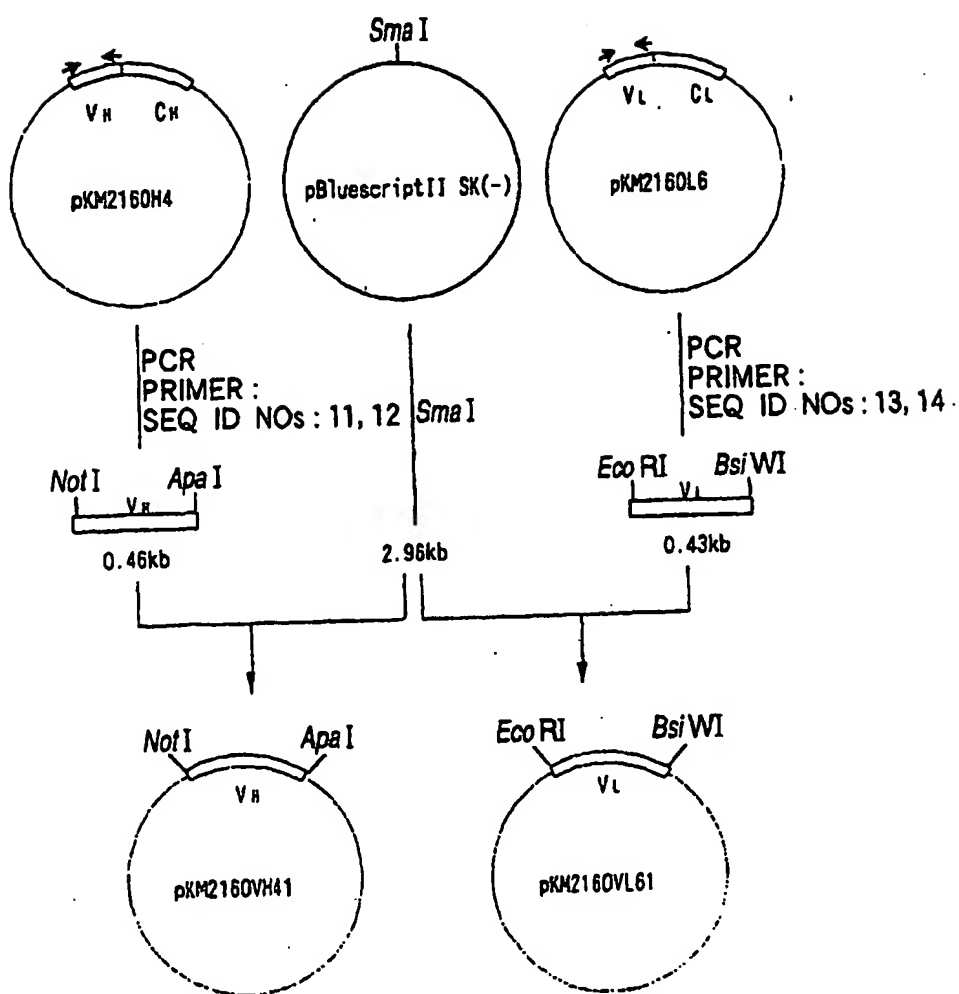 SmaI
VH CH
pKM2160H4
pBluescriptII SK(-)
VL CL
pKM2160L6
PCR
PRIMER :
SEQ ID NOs : 11, 12
SmaI
PCR
PRIMER :
SEQ ID NOs : 13, 14
NotI ApaI
VH
0.46kb
2.96kb
EcoRI BsiWI
VL
0.43kb
NotI ApaI
VH
pKM2160VH41
EcoRI BsiWI
VL
pKM2160VL61